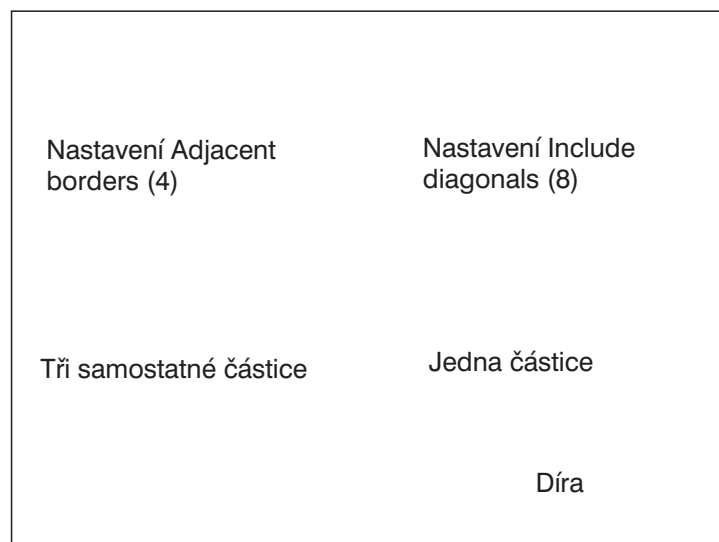 Nastavení Adjacent
borders (4)
Nastavení Include
diagonals (8)
Tři samostatné částice
Jedna částice
Díra